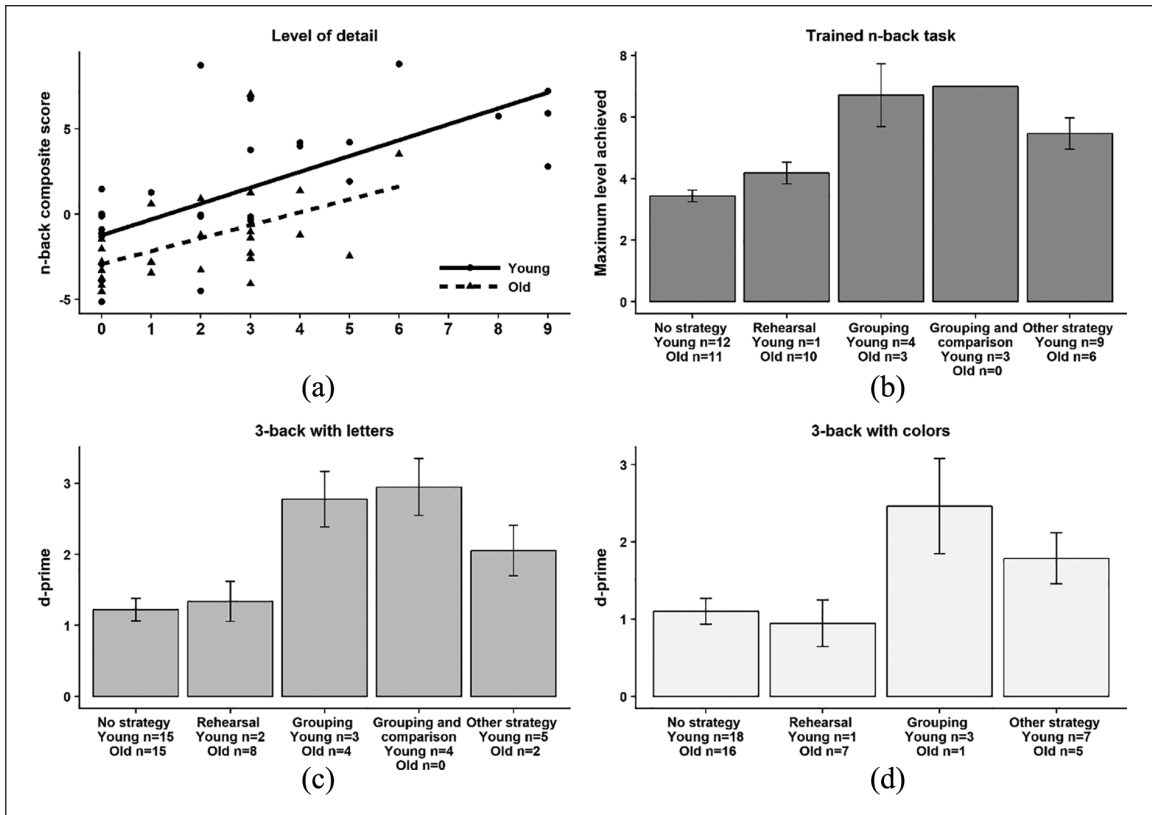 Level of detail
n-back composite score
5
0
-5
0 1 2 3 4 5 6 7 8 9
Young
Old
(a)
Trained n-back task
Maximum level achieved
8
6
4
2
0
No strategy
Young n=12
Old n=11
Rehearsal
Young n=1
Old n=10
Grouping
Young n=4
Old n=3
Grouping and
comparison
Young n=3
Old n=0
Other strategy
Young n=9
Old n=6
(b)
3-back with letters
d-prime
3
2
1
0
No strategy
Young n=15
Old n=15
Rehearsal
Young n=2
Old n=8
Grouping
Young n=3
Old n=4
Grouping and
comparison
Young n=4
Old n=0
Other strategy
Young n=5
Old n=2
(c)
3-back with colors
d-prime
3
2
1
0
No strategy
Young n=18
Old n=16
Rehearsal
Young n=1
Old n=7
Grouping
Young n=3
Old n=1
Other strategy
Young n=7
Old n=5
(d)